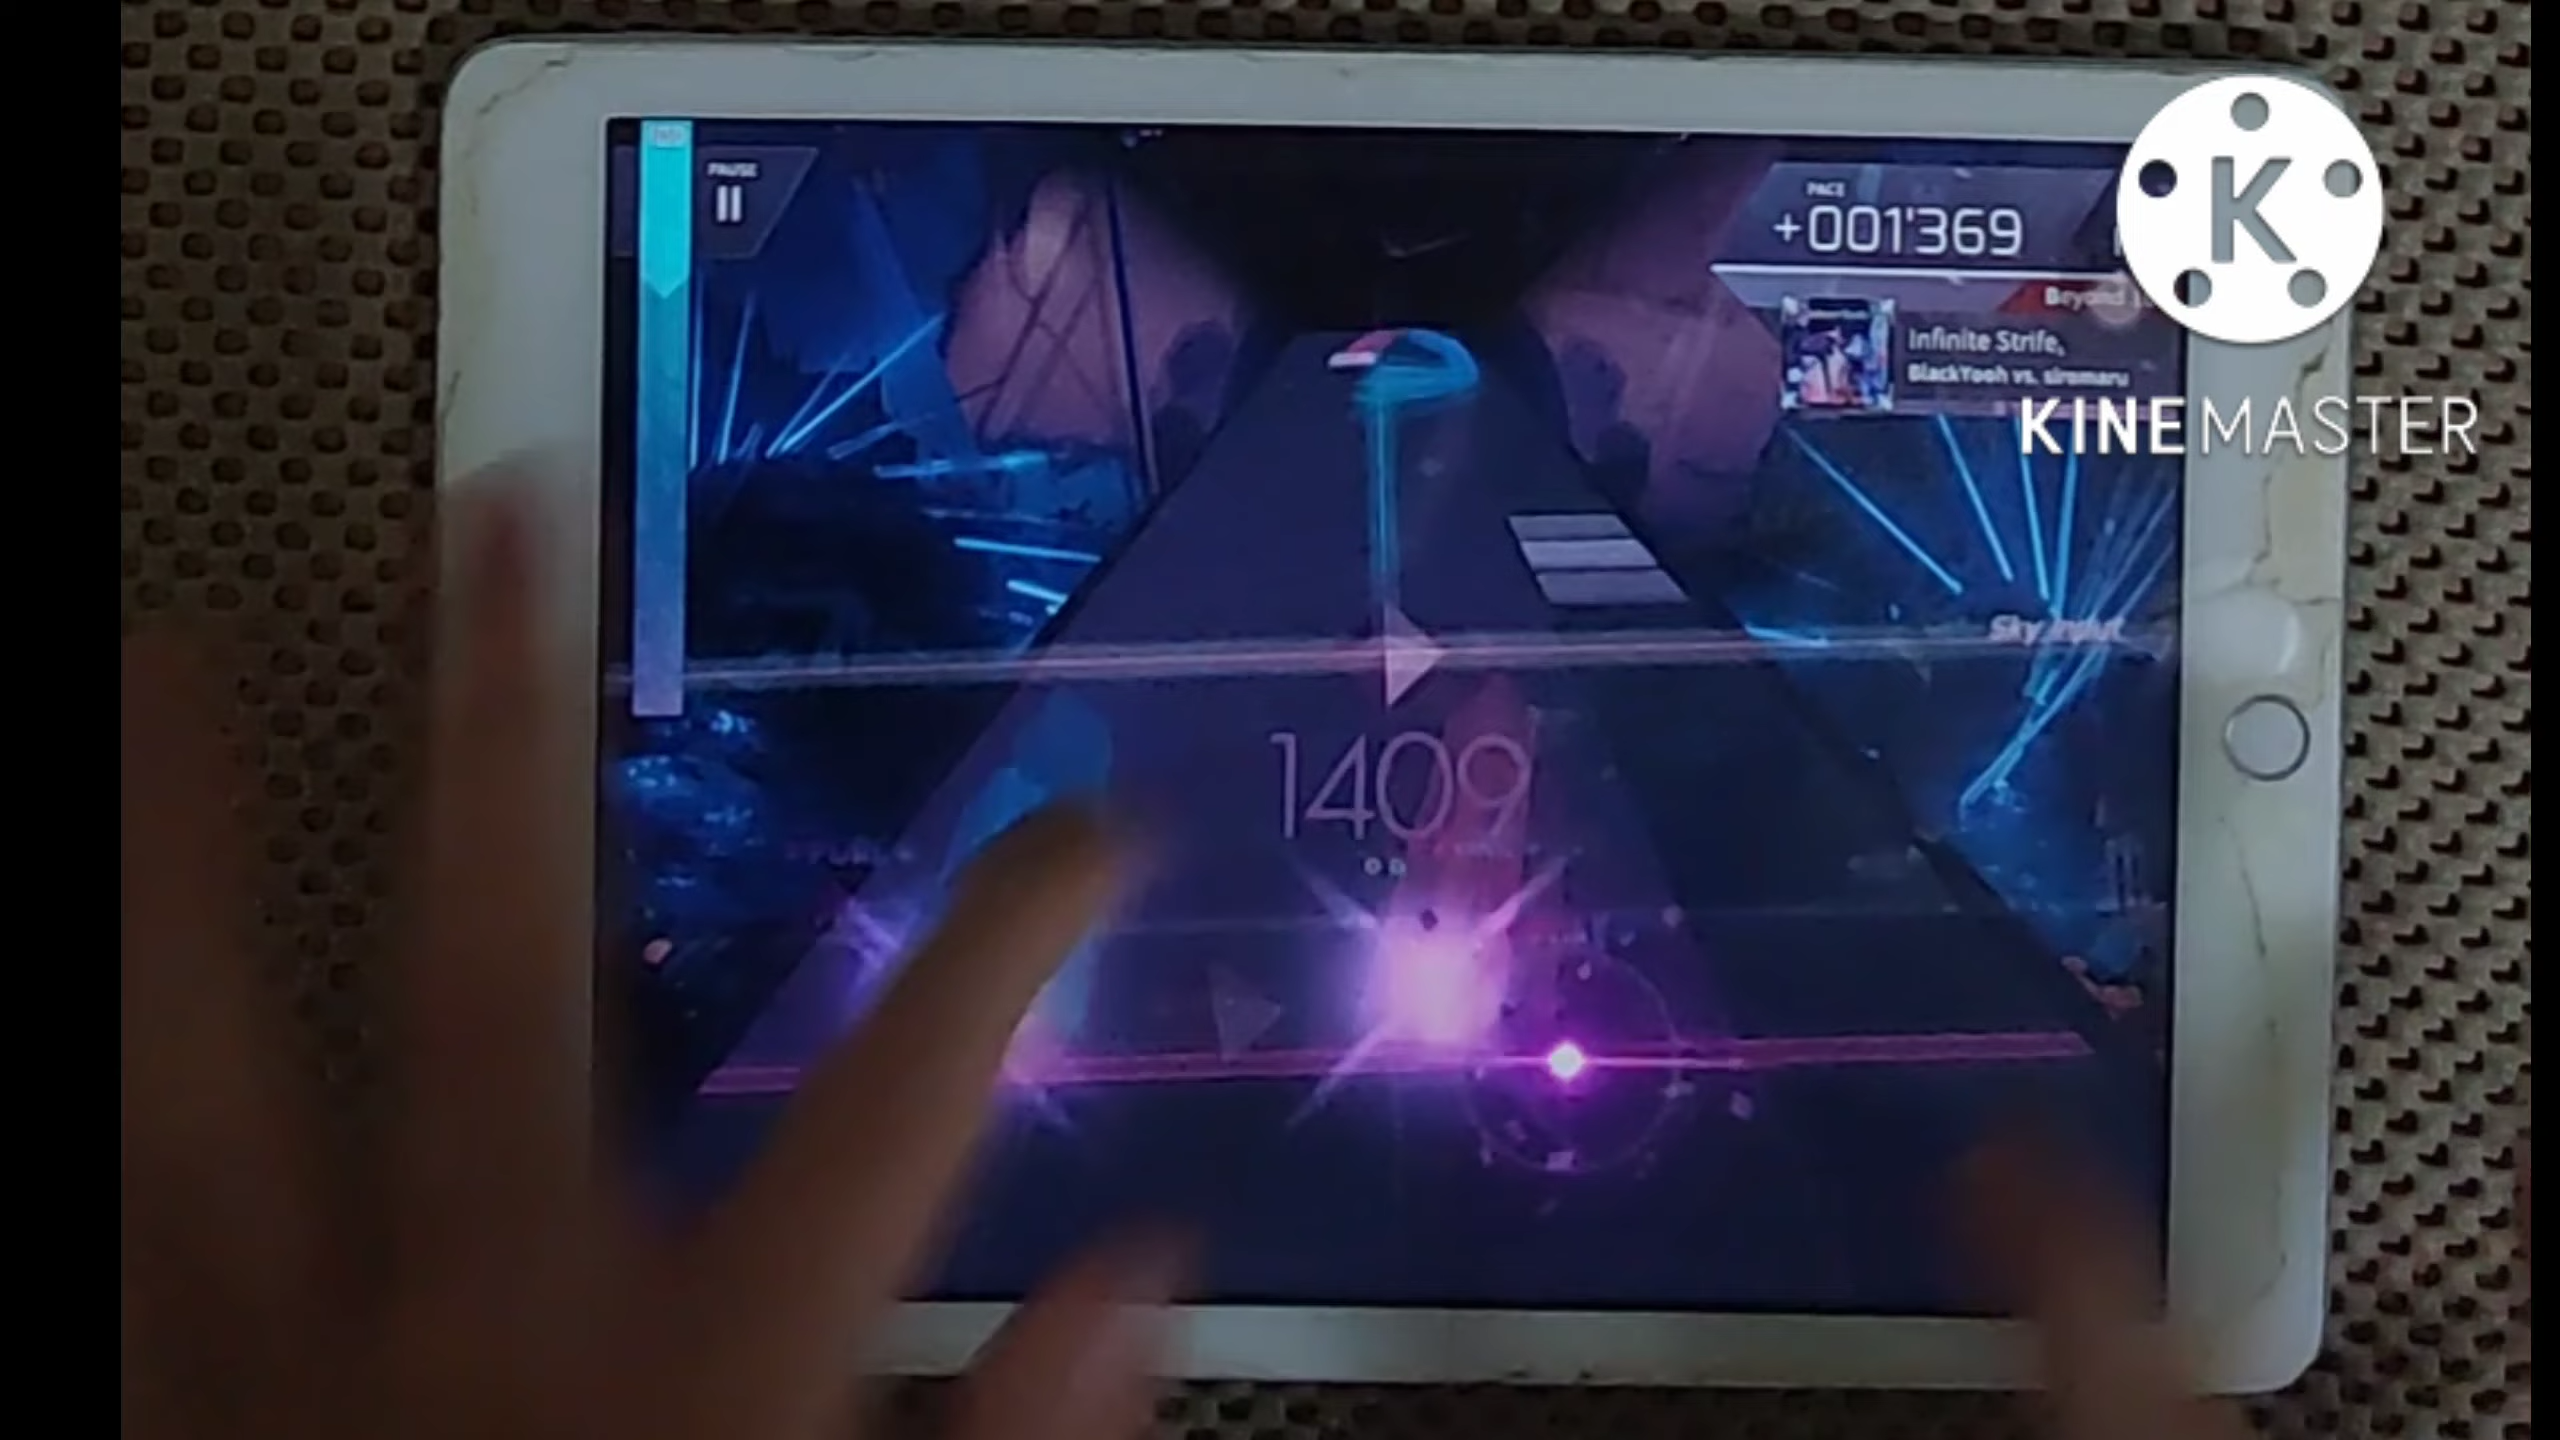 PAUSE
PACE
+001'369
K
Beyond
Infinite Strife,
BlackYooh vs. siromaru
KINEMASTER
Sky Input
1409